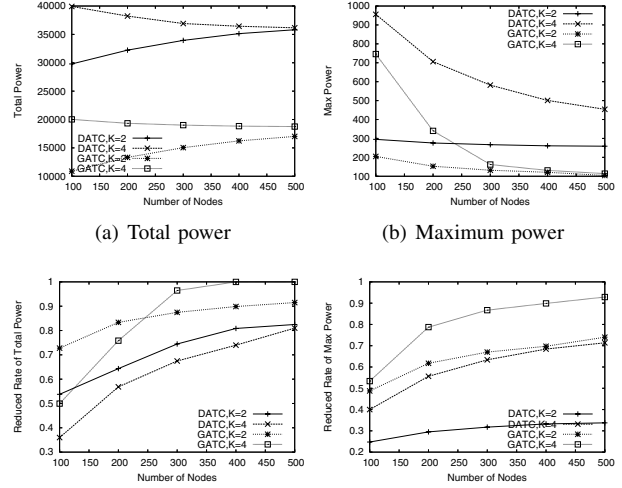 40000
35000
30000
25000
20000
15000
10000
Total Power
DATC,K=2
DATC,K=4
GATC,K=2
GATC,K=4
100 150 200 250 300 350 400 450 500
Number of Nodes
(a) Total power
1000
900
800
700
600
500
400
300
200
100
Max Power
DATC,K=2
DATC,K=4
GATC,K=2
GATC,K=4
100 150 200 250 300 350 400 450 500
Number of Nodes
(b) Maximum power
1
0.9
0.8
0.7
0.6
0.5
0.4
0.3
Reduced Rate of Total Power
DATC,K=2
DATC,K=4
GATC,K=2
GATC,K=4
100 150 200 250 300 350 400 450 500
Number of Nodes
1
0.9
0.8
0.7
0.6
0.5
0.4
0.3
0.2
Reduced Rate of Max Power
DATC,K=2
DATC,K=4
GATC,K=2
GATC,K=4
100 150 200 250 300 350 400 450 500
Number of Nodes